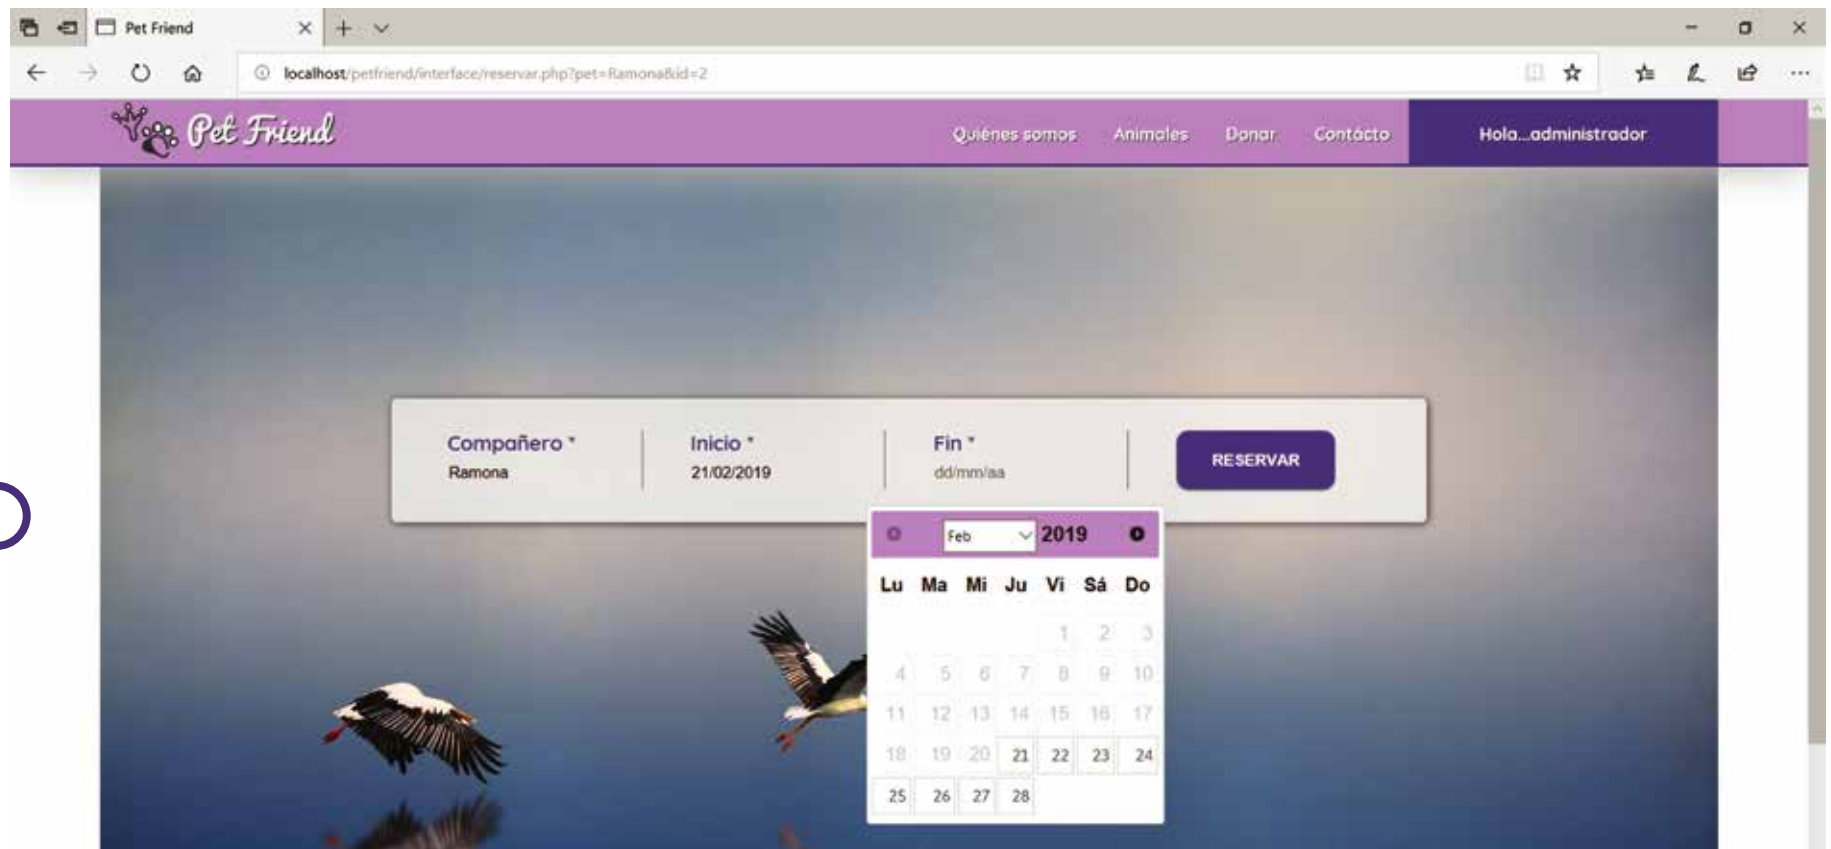 Pet Friend
localhost/petfriend/interface/reservar.php?pet=Ramona&id=2
Pet Friend
Quiénes somos Animales Donar Contácto Hola...administrador
Compañero * Inicio * Fin *
Ramona 21/02/2019 dd/mm/aa RESERVAR
Feb 2019
Lu Ma Mi Ju Vi Sá Do
1 2 3
4 5 6 7 8 9 10
11 12 13 14 15 16 17
18 19 20 21 22 23 24
25 26 27 28